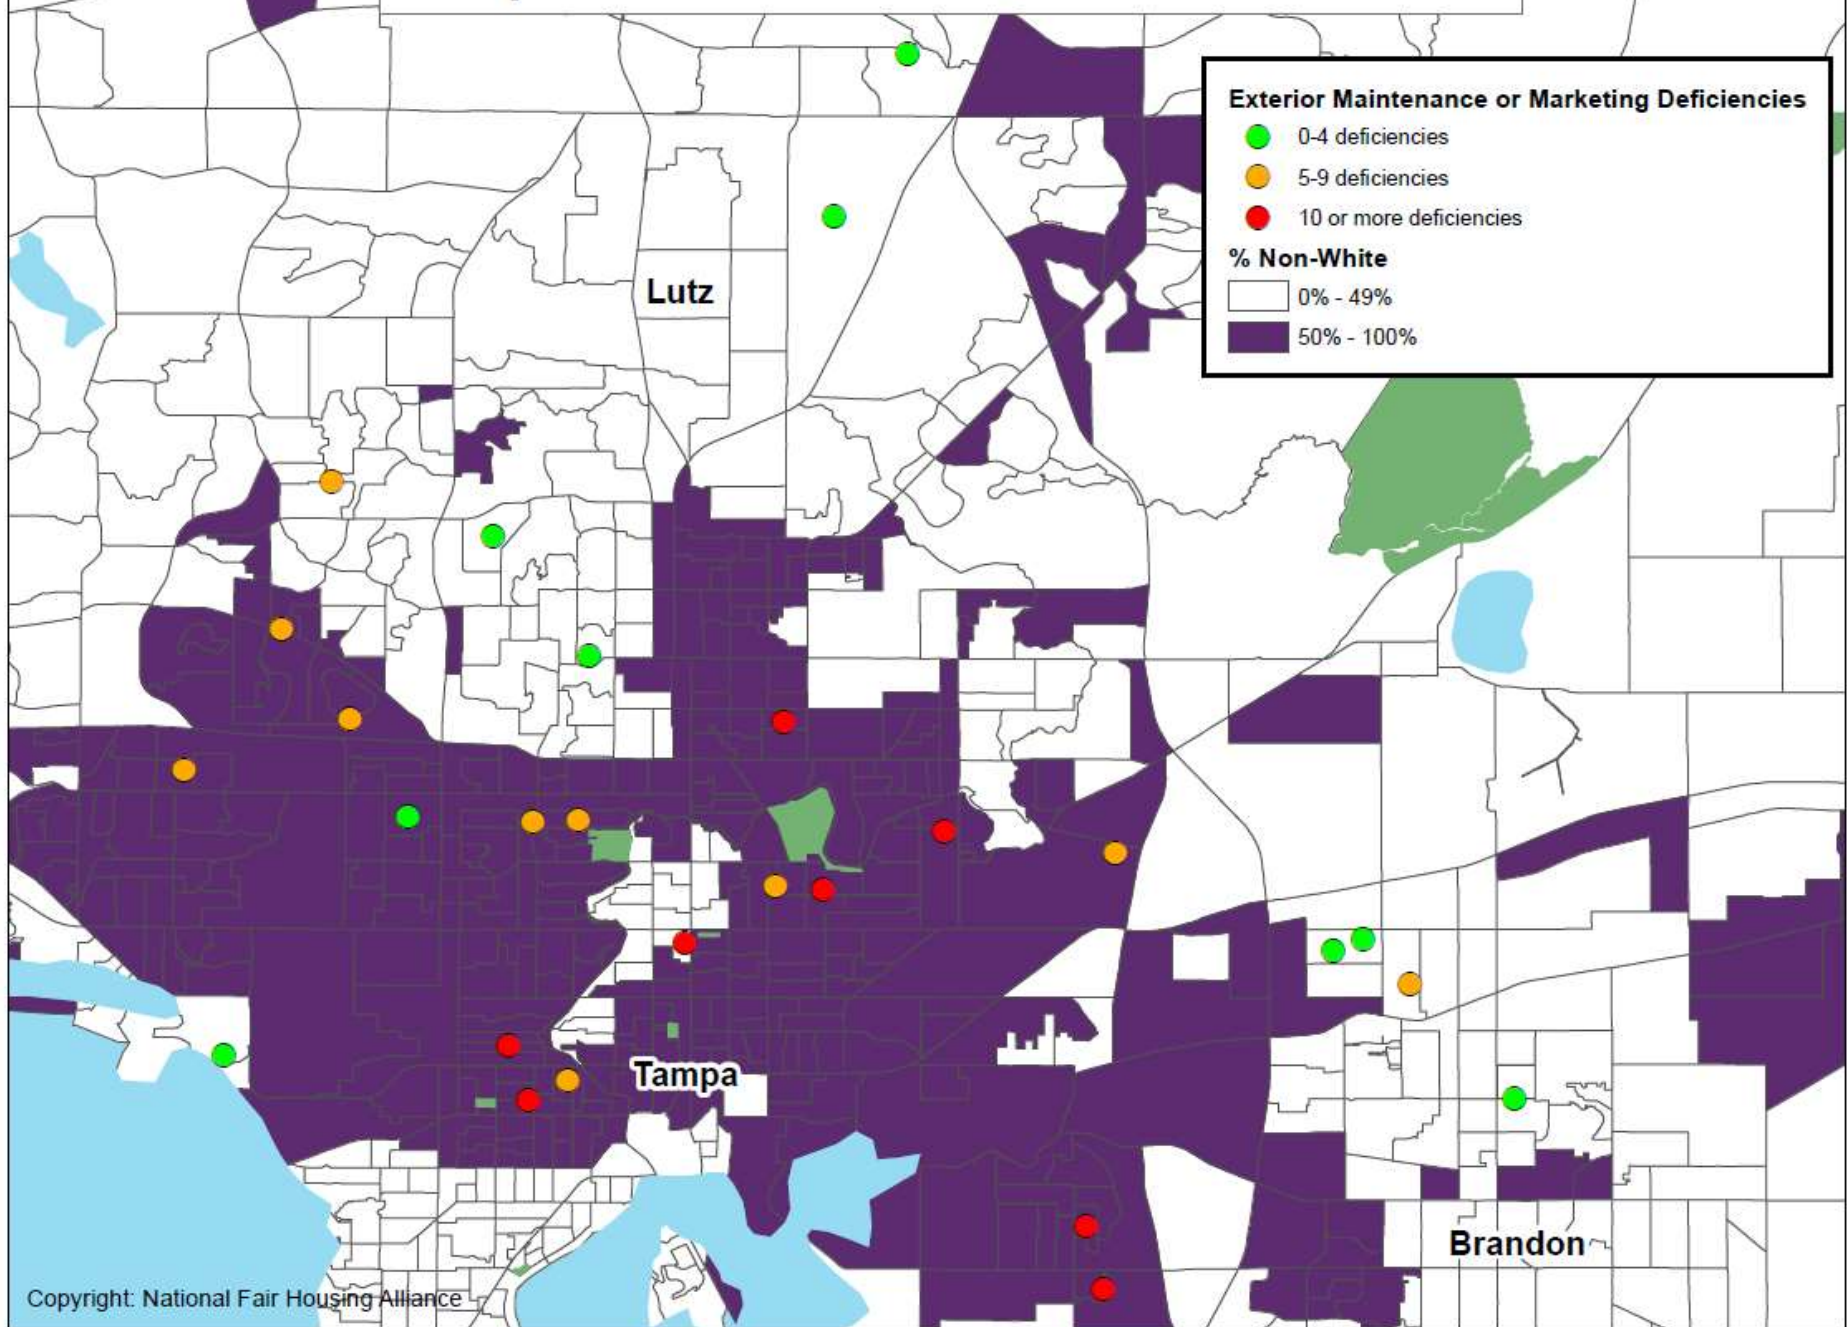 Exterior Maintenance or Marketing Deficiencies
0-4 deficiencies
5-9 deficiencies
10 or more deficiencies
% Non-White
0% - 49%
50% - 100%
Lutz
Tampa
Brandon
Copyright: National Fair Housing Alliance